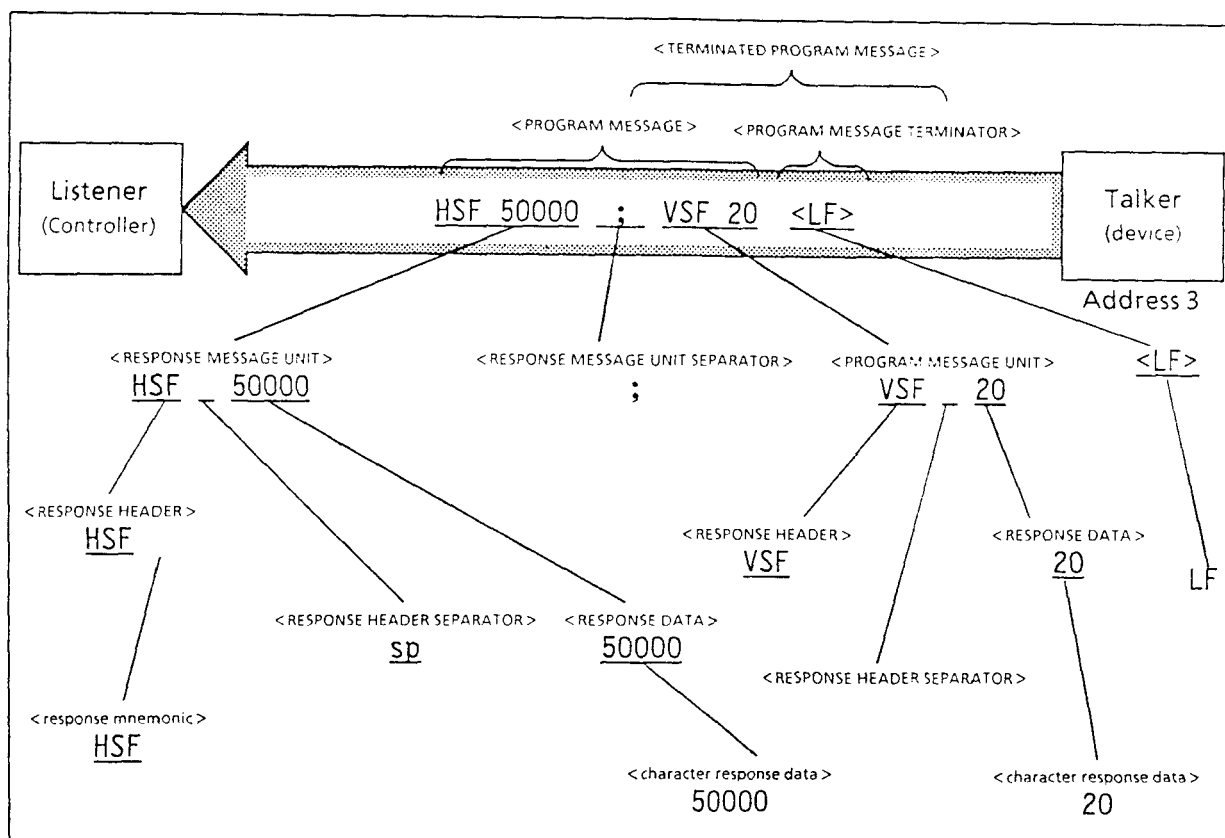 <TERMINATED PROGRAM MESSAGE>
<PROGRAM MESSAGE> <PROGRAM MESSAGE TERMINATOR>
Listener
(Controller)
HSF 50000 ; VSF 20 <LF>
Talker
(device)
Address 3
<RESPONSE MESSAGE UNIT> <RESPONSE MESSAGE UNIT SEPARATOR> <PROGRAM MESSAGE UNIT> <LF>
HSF _ 50000 ; VSF _ 20
<RESPONSE HEADER>
HSF
<RESPONSE HEADER> <RESPONSE DATA>
VSF 20 LF
<RESPONSE HEADER SEPARATOR> <RESPONSE DATA>
sp 50000
<RESPONSE HEADER SEPARATOR>
<response mnemonic>
HSF
<character response data> <character response data>
50000 20